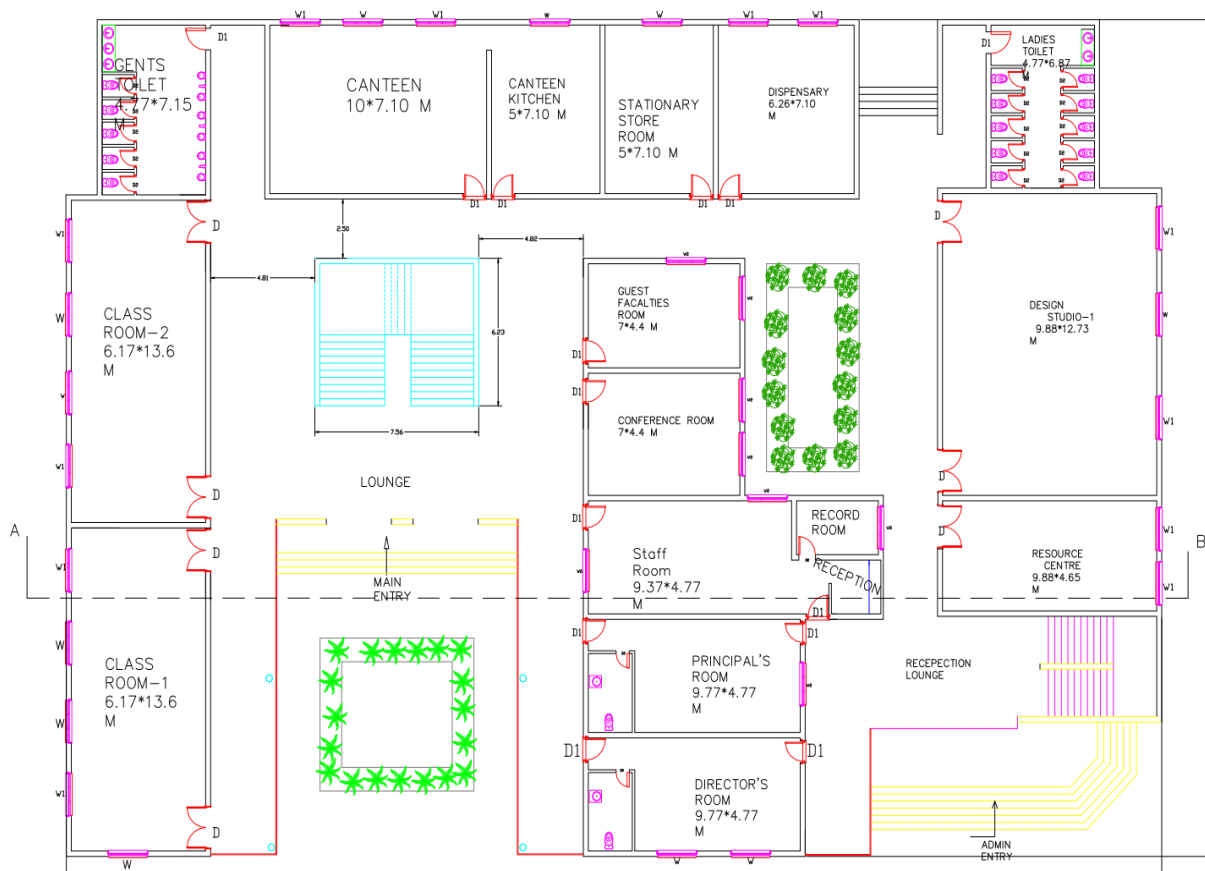 W1
W
W1
W
W
W1
W1
D1
GENTS
TOILET
4.77*7.15
M
CANTEEN
10*7.10 M
CANTEEN
KITCHEN
5*7.10 M
STATIONARY
STORE
ROOM
5*7.10 M
DISPENSARY
6.26*7.10
M
D1
LADIES
TOILET
4.77*6.87
M
D1
D1
D1
D1
D
W1
W
W
W1
CLASS
ROOM-2
6.17*13.6
M
D
2.50
4.82
4.81
6.23
7.56
LOUNGE
GUEST
FACALTIES
ROOM
7*4.4 M
D1
D1
CONFERENCE ROOM
7*4.4 M
W2
W2
W2
W2
D
DESIGN
STUDIO-1
9.88*12.73
M
W1
W
W1
D
A
B
MAIN
ENTRY
D1
W2
Staff
Room
9.37*4.77
M
W2
RECORD
ROOM
RECEPTION
D1
D
RESOURCE
CENTRE
9.88*4.65
M
W1
W1
D
W1
W
W
W1
CLASS
ROOM-1
6.17*13.6
M
D
W
D1
PRINCIPAL'S
ROOM
9.77*4.77
M
D1
RECEPECTION
LOUNGE
D1
DIRECTOR'S
ROOM
9.77*4.77
M
D1
W
W
ADMIN
ENTRY